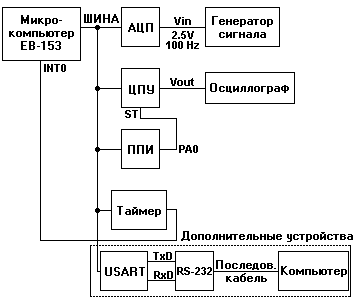 Микро-
компьютер
EB-153
ШИНА
АЦП
Vin
2.5V
100 Hz
Генератор
сигнала
INT0
ЦПУ
Vout
Осциллограф
ST
ППИ
PA0
Таймер
Дополнительные устройства
USART
TxD
RxD
RS-232
Последов.
кабель
Компьютер